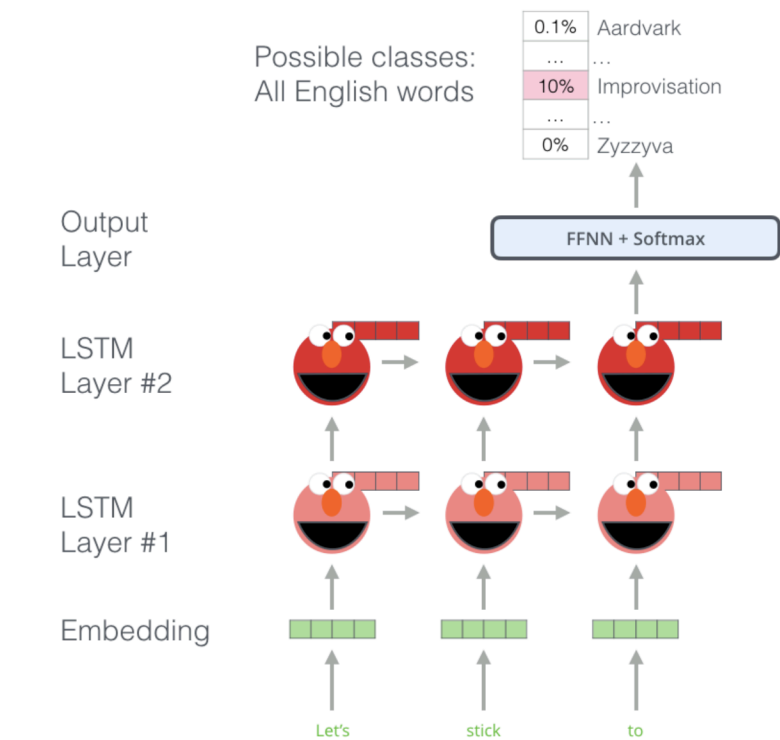 Possible classes:
All English words
0.1% Aardvark
... ...
10% Improvisation
... ...
0% Zyzzyva
Output
Layer
FFNN + Softmax
LSTM
Layer #2
LSTM
Layer #1
Embedding
Let's stick to